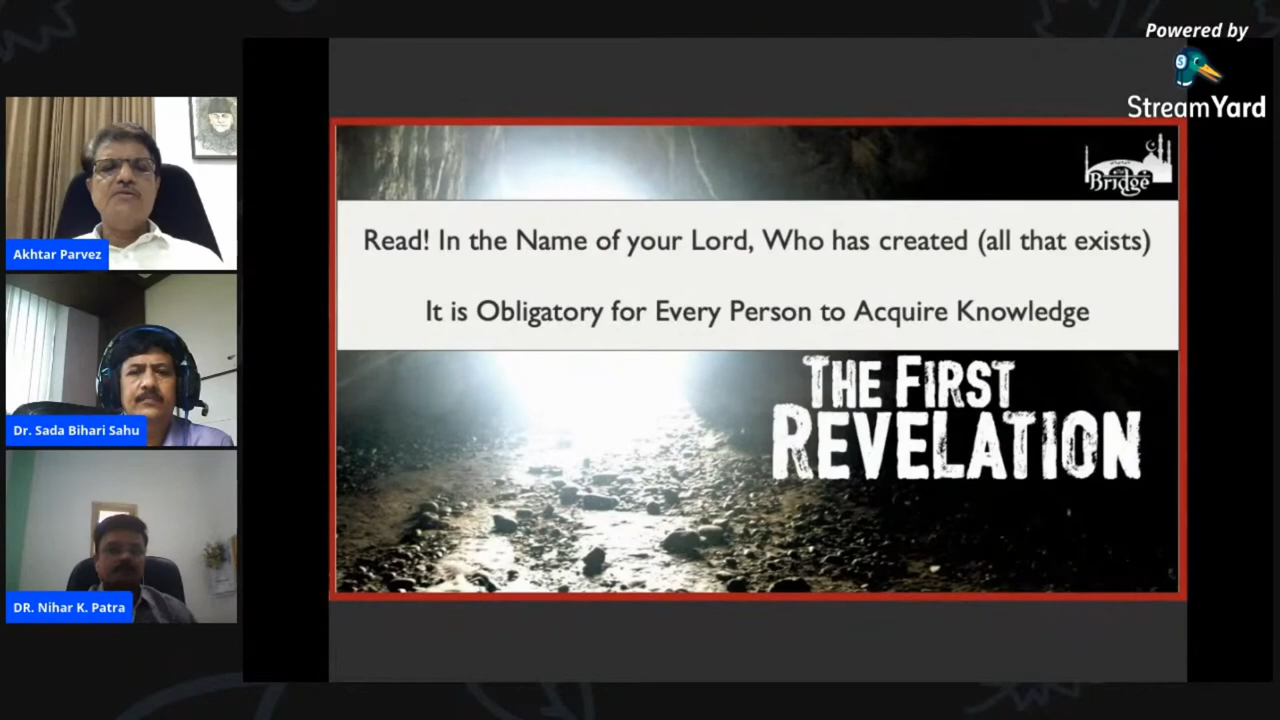 Powered by
StreamYard
Akhtar Parvez
Dr. Sada Bihari Sahu
DR. Nihar K. Patra
Bridge
Read! In the Name of your Lord, Who has created (all that exists)
It is Obligatory for Every Person to Acquire Knowledge
THE FIRST
REVELATION